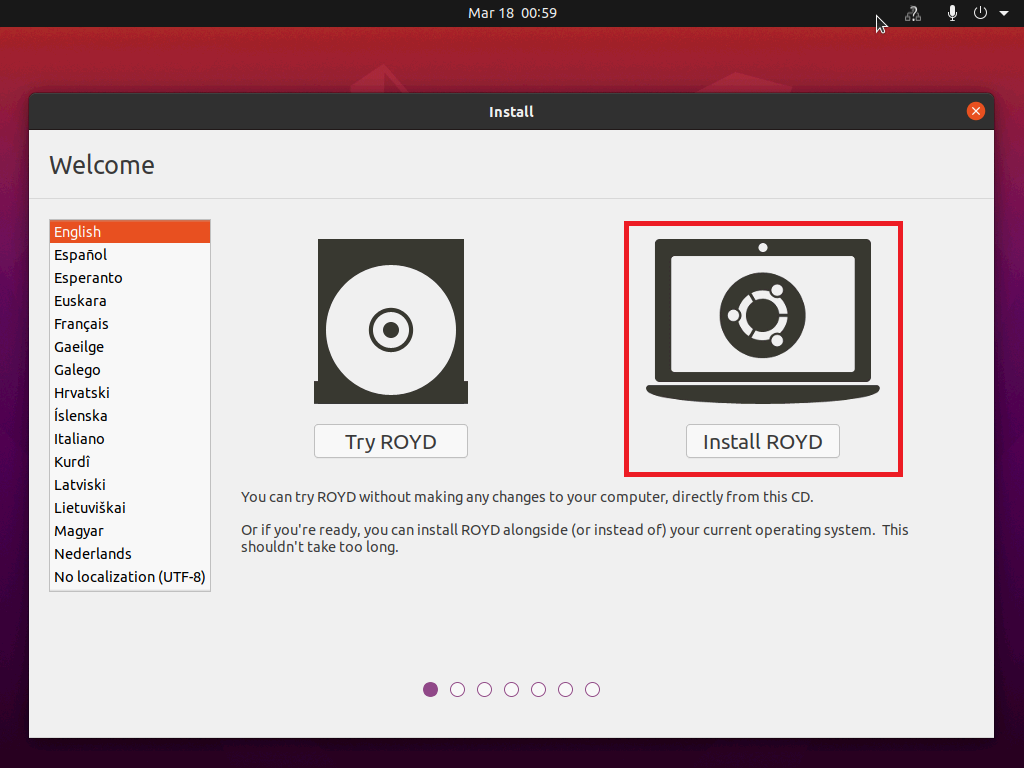 Mar 18 00:59
Install
Welcome
English
Español
Esperanto
Euskara
Français
Gaeilge
Galego
Hrvatski
Íslenska
Italiano
Kurdî
Latviski
Lietuviškai
Magyar
Nederlands
No localization (UTF-8)
Try ROYD
Install ROYD
You can try ROYD without making any changes to your computer, directly from this CD.
Or if you're ready, you can install ROYD alongside (or instead of) your current operating system. This
shouldn't take too long.